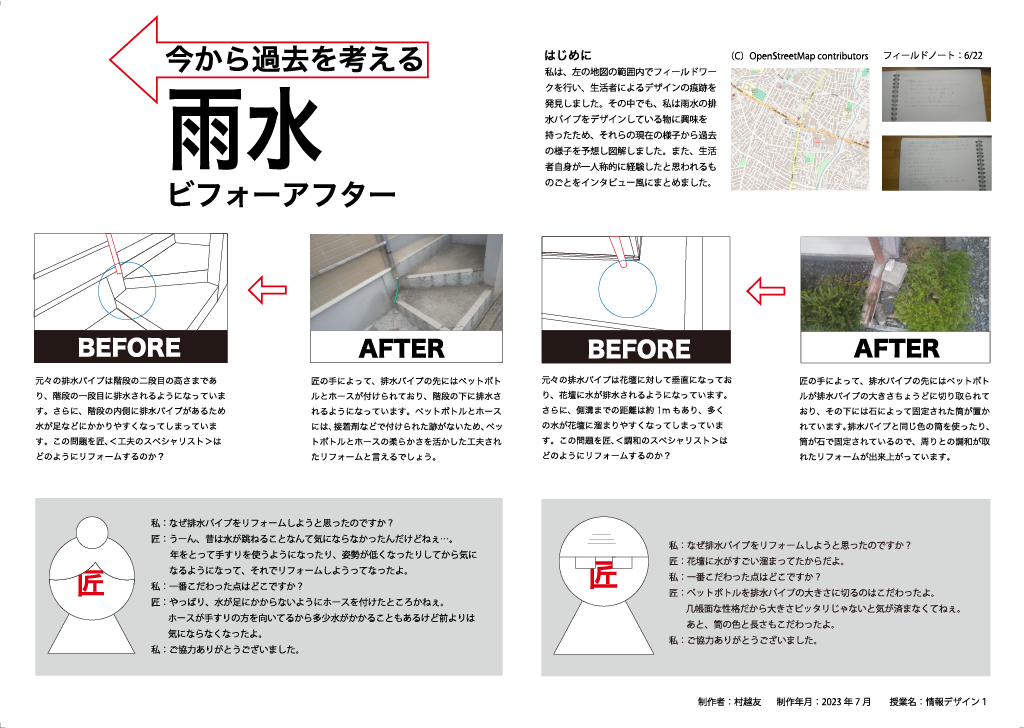 今から過去を考える
雨水
ビフォーアフター
はじめに
私は、左の地図の範囲内でフィールドワー
クを行い、生活者によるデザインの痕跡を
発見しました。その中でも、私は雨水の排
水パイプをデザインしている物に興味を
持ったため、それらの現在の様子から過去
の様子を予想し図解しました。また、生活
者自身が一人称的に経験したと思われるも
のごとをインタビュー風にまとめました。
(C) OpenStreetMap contributors
フィールドノート:6/22
BEFORE
元々の排水パイプは階段の二段目の高さまであ
り、階段の一段目に排水されるようになっていま
す。さらに、階段の内側に排水パイプがあるため
水が足などにかかりやすくなってしまっていま
す。この問題を匠、<工夫のスペシャリスト>は
どのようにリフォームするのか?
AFTER
匠の手によって、排水パイプの先にはペットボト
ルとホースが付けられており、階段の下に排水さ
れるようになっています。ペットボトルとホース
には、接着剤などで付けられた跡がないため、ペッ
トボトルとホースの柔らかさを活かした工夫され
たリフォームと言えるでしょう。
BEFORE
元々の排水パイプは花壇に対して垂直になってお
り、花壇に水が排水されるようになっています。
さらに、側溝までの距離は約1mもあり、多く
の水が花壇に溜まりやすくなってしまっていま
す。この問題を匠、<調和のスペシャリスト>は
どのようにリフォームするのか?
AFTER
匠の手によって、排水パイプの先にはペットボト
ルが排水パイプの大きさちょうどに切り取られて
おり、その下には石によって固定された筒が置か
れています。排水パイプと同じ色の筒を使ったり、
筒が石で固定されているので、周りとの調和が取
れたリフォームが出来上がっています。
匠
私:なぜ排水パイプをリフォームしようと思ったのですか?
匠:うーん、昔は水が跳ねることなんて気にならなかったんだけどねぇ…。
年をとって手すりを使うようになったり、姿勢が低くなったりしてから気に
なるようになって、それでリフォームしようってなったよ。
私:一番こだわった点はどこですか?
匠:やっぱり、水が足にかからないようにホースを付けたところかねぇ。
ホースが手すりの方を向いてるから多少水がかかることもあるけど前よりは
気にならなくなったよ。
私:ご協力ありがとうございました。
匠
私:なぜ排水パイプをリフォームしようと思ったのですか?
匠:花壇に水がすごい溜まってたからだよ。
私:一番こだわった点はどこですか?
匠:ペットボトルを排水パイプの大きさに切るのはこだわったよ。
几帳面な性格だから大きさピッタリじゃないと気が済まなくてねぇ。
あと、筒の色と長さもこだわったよ。
私:ご協力ありがとうございました。
制作者:村越友 制作年月:2023年7月 授業名:情報デザイン1